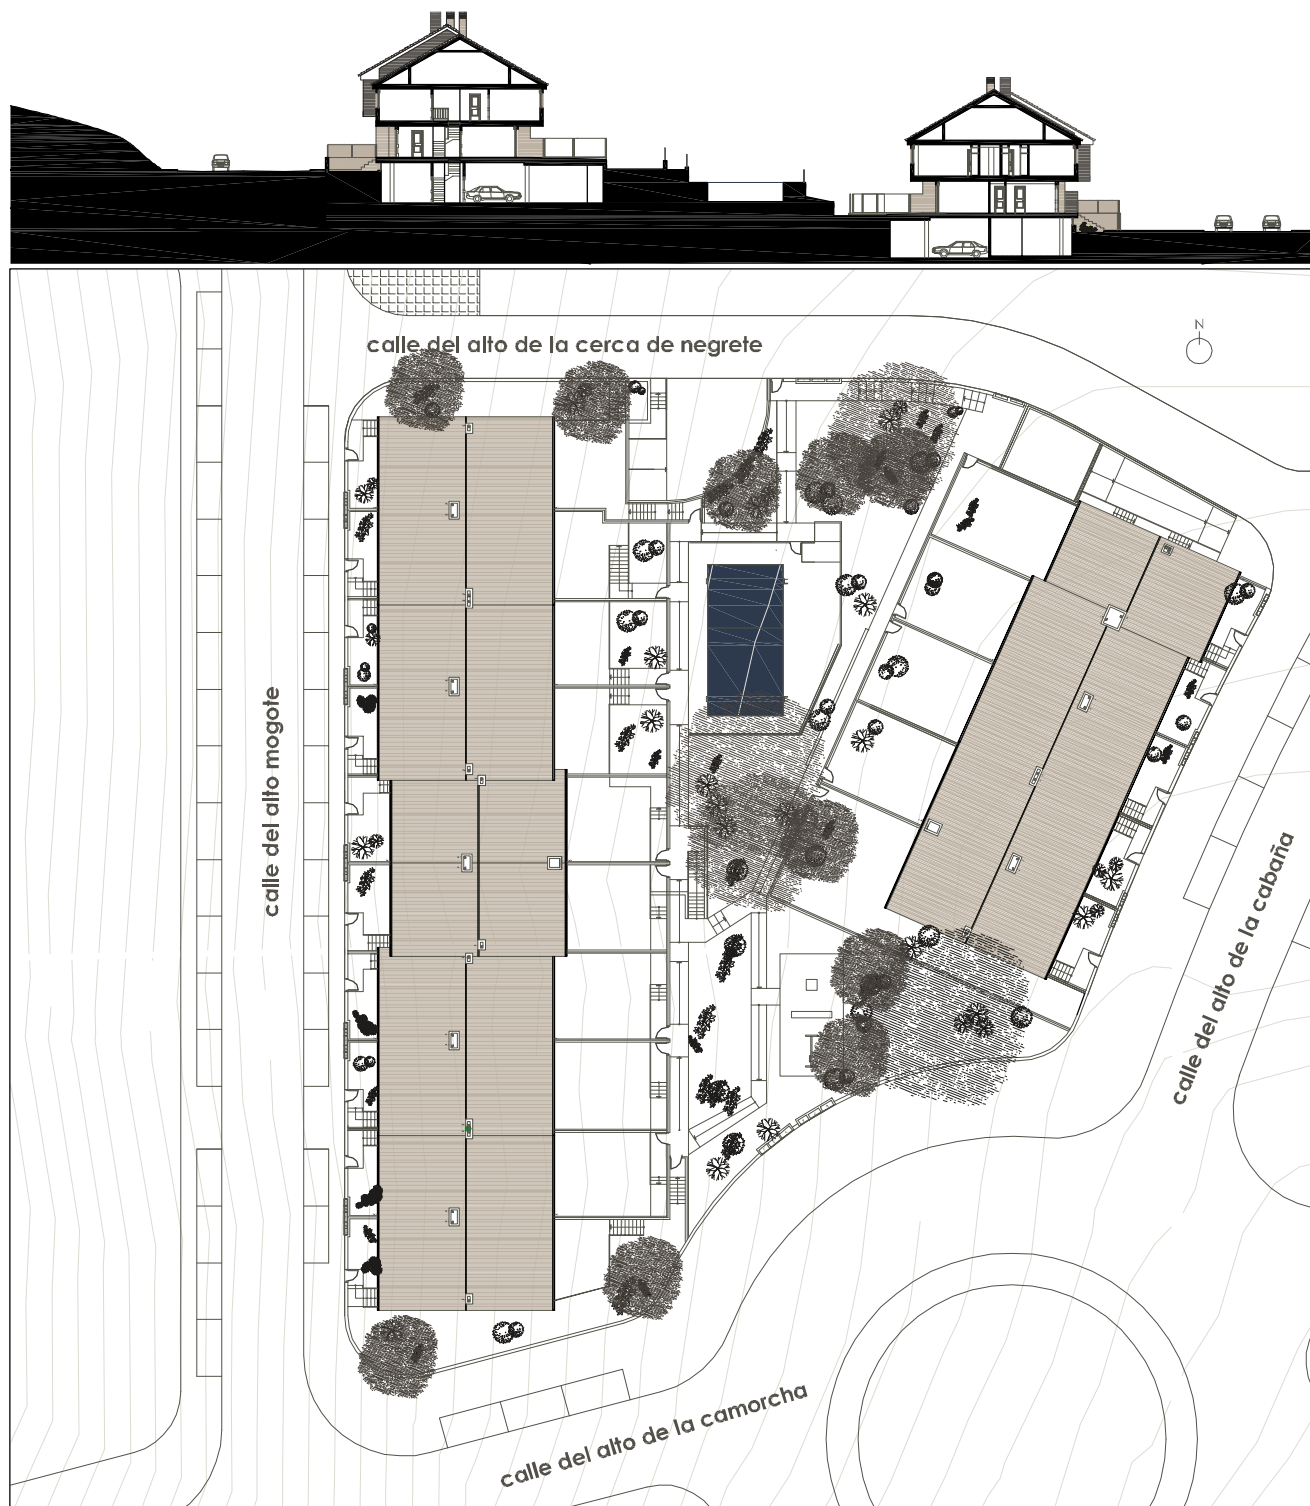 calle del alto de la cerca de negrete
N
calle del alto mogote
calle del alto de la cabaña
calle del alto de la camorcha